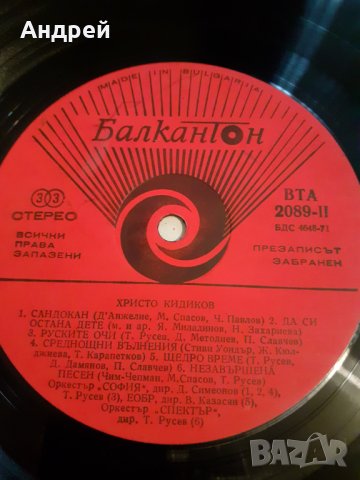 Андрей
MADE IN BULGARIA
Балкантон
33
СТЕРЕО
ВСИЧКИ
ПРАВА
ЗАПАЗЕНИ
ВТА
2089-II
БДС 4648-71
ПРЕЗАПИСЪТ
ЗАБРАНЕН
ХРИСТО КИДИКОВ
1. САНДОКАН (Д'Анжелис, М. Спасов, Ч. Павлов) 2. ДА СИ
ОСТАНА ДЕТЕ (м. и ар. Я. Миладинов, Н. Захариева)
3. РУСКИТЕ ОЧИ (Т. Русев, Д. Методиев, П. Славчев)
4. СРЕДНОЩНИ ВЪЛНЕНИЯ (Стиви Уондър, Ж. Кюл-
джиева, Т. Карапетков) 5. ЩЕДРО ВРЕМЕ (Т. Русев,
Д. Дамянов, П. Славчев) 6. НЕЗАВЪРШЕНА
ПЕСЕН (Чим-Чепман, М. Спасов, Т. Русев)
Оркестър „СОФИЯ", дир. Д. Симеонов (1, 2, 4),
Т. Русев (3), ЕОБР, дир. В. Казасян (5),
Оркестър „СПЕКТЪР",
дир. Т. Русев (6)
BAZAR